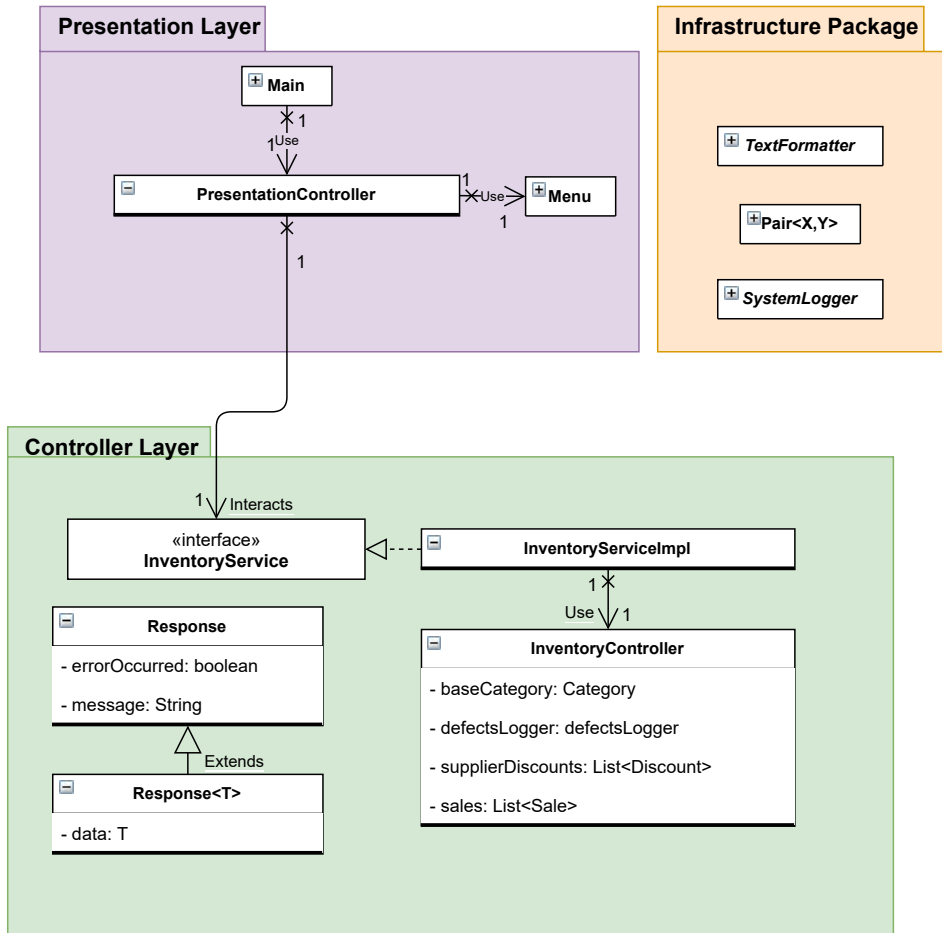 Presentation Layer
Main
1
1
Use
PresentationController
1
Use
1
Menu
1
Infrastructure Package
TextFormatter
Pair<X,Y>
SystemLogger
Controller Layer
1
Interacts
«interface»
InventoryService
InventoryServiceImpl
1
Use
1
Response
- errorOccurred: boolean
- message: String
Extends
Response<T>
- data: T
InventoryController
- baseCategory: Category
- defectsLogger: defectsLogger
- supplierDiscounts: List<Discount>
- sales: List<Sale>